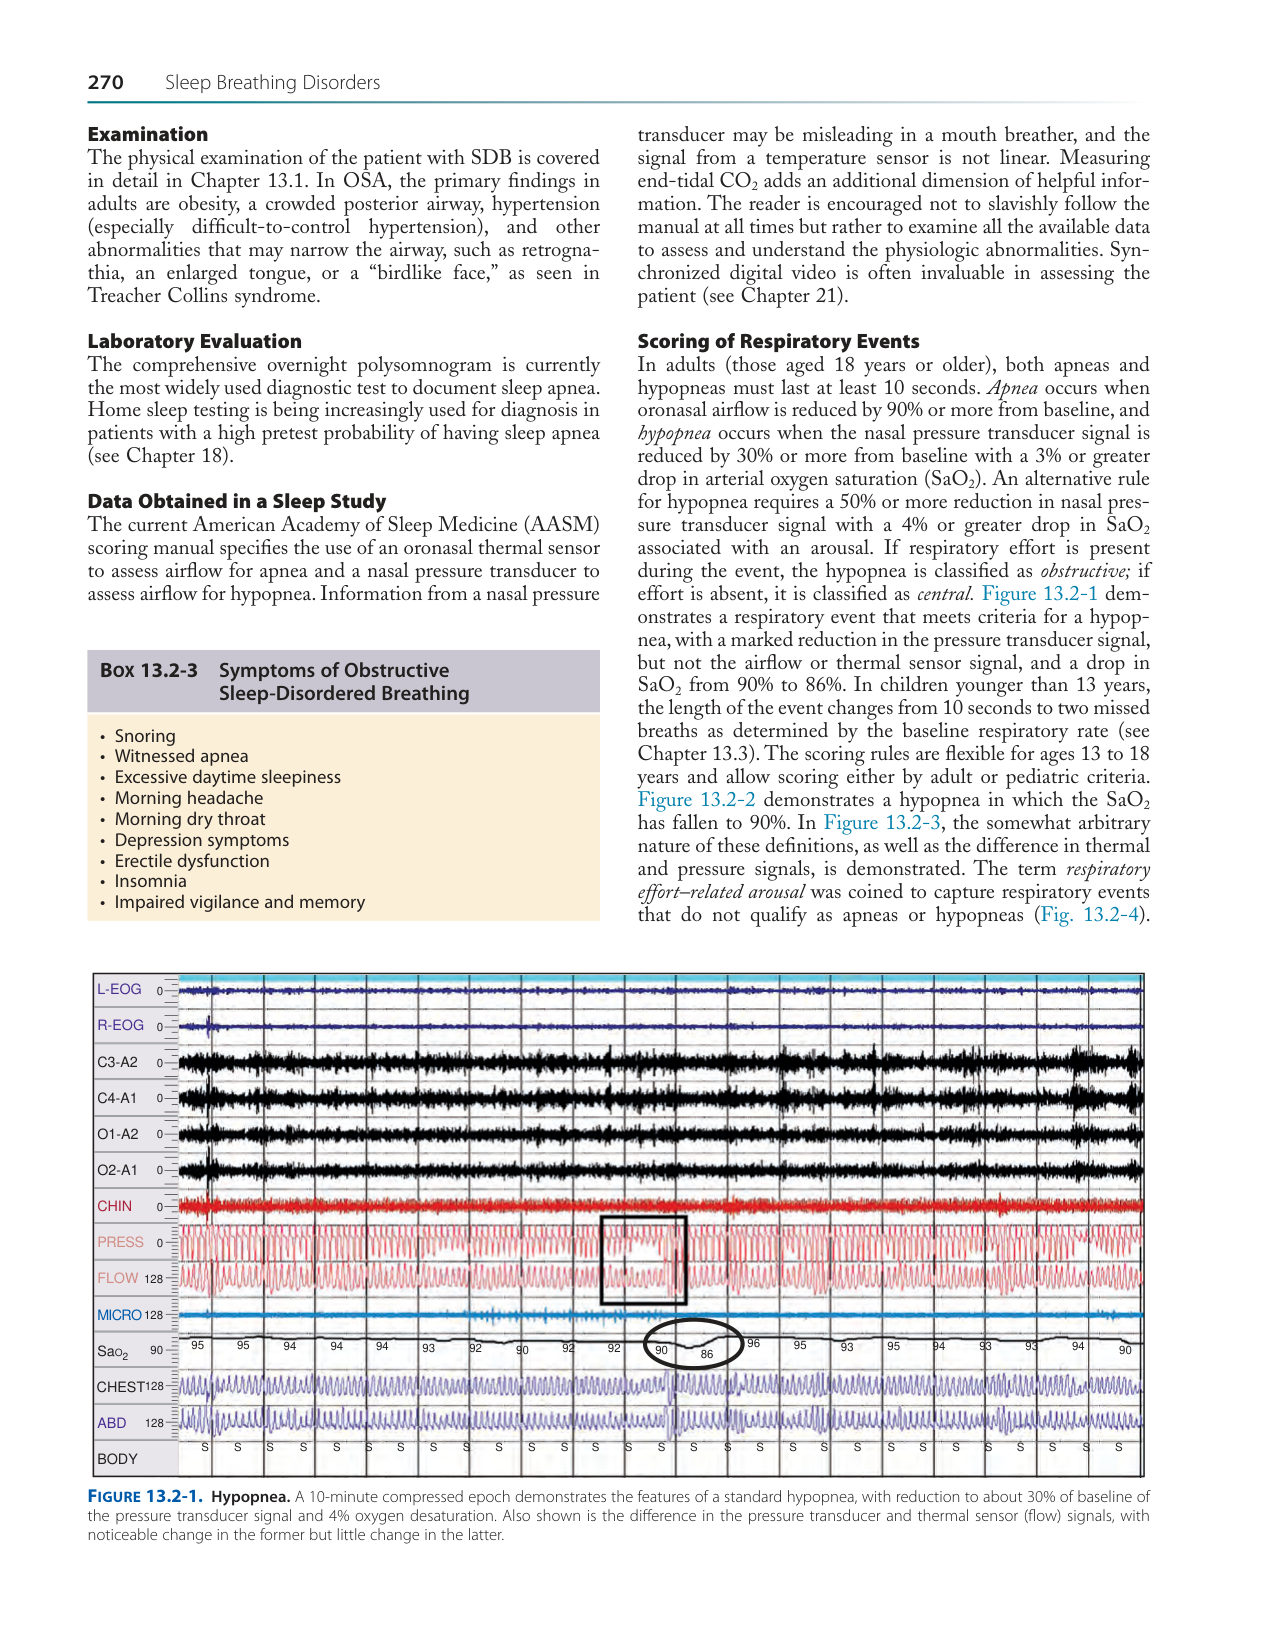 270 Sleep Breathing Disorders
Examination
The physical examination of the patient with SDB is covered
in detail in Chapter 13.1. In OSA, the primary findings in
adults are obesity, a crowded posterior airway, hypertension
(especially difficult-to-control hypertension), and other
abnormalities that may narrow the airway, such as retrogna-
thia, an enlarged tongue, or a “birdlike face,” as seen in
Treacher Collins syndrome.
Laboratory Evaluation
The comprehensive overnight polysomnogram is currently
the most widely used diagnostic test to document sleep apnea.
Home sleep testing is being increasingly used for diagnosis in
patients with a high pretest probability of having sleep apnea
(see Chapter 18).
Data Obtained in a Sleep Study
The current American Academy of Sleep Medicine (AASM)
scoring manual specifies the use of an oronasal thermal sensor
to assess airflow for apnea and a nasal pressure transducer to
assess airflow for hypopnea. Information from a nasal pressure
BOX 13.2-3 Symptoms of Obstructive
Sleep-Disordered Breathing
• Snoring
• Witnessed apnea
• Excessive daytime sleepiness
• Morning headache
• Morning dry throat
• Depression symptoms
• Erectile dysfunction
• Insomnia
• Impaired vigilance and memory
transducer may be misleading in a mouth breather, and the
signal from a temperature sensor is not linear. Measuring
end-tidal CO₂ adds an additional dimension of helpful infor-
mation. The reader is encouraged not to slavishly follow the
manual at all times but rather to examine all the available data
to assess and understand the physiologic abnormalities. Syn-
chronized digital video is often invaluable in assessing the
patient (see Chapter 21).
Scoring of Respiratory Events
In adults (those aged 18 years or older), both apneas and
hypopneas must last at least 10 seconds. Apnea occurs when
oronasal airflow is reduced by 90% or more from baseline, and
hypopnea occurs when the nasal pressure transducer signal is
reduced by 30% or more from baseline with a 3% or greater
drop in arterial oxygen saturation (SaO₂). An alternative rule
for hypopnea requires a 50% or more reduction in nasal pres-
sure transducer signal with a 4% or greater drop in SaO₂
associated with an arousal. If respiratory effort is present
during the event, the hypopnea is classified as obstructive; if
effort is absent, it is classified as central. Figure 13.2-1 dem-
onstrates a respiratory event that meets criteria for a hypop-
nea, with a marked reduction in the pressure transducer signal,
but not the airflow or thermal sensor signal, and a drop in
SaO₂ from 90% to 86%. In children younger than 13 years,
the length of the event changes from 10 seconds to two missed
breaths as determined by the baseline respiratory rate (see
Chapter 13.3). The scoring rules are flexible for ages 13 to 18
years and allow scoring either by adult or pediatric criteria.
Figure 13.2-2 demonstrates a hypopnea in which the SaO₂
has fallen to 90%. In Figure 13.2-3, the somewhat arbitrary
nature of these definitions, as well as the difference in thermal
and pressure signals, is demonstrated. The term respiratory
effort–related arousal was coined to capture respiratory events
that do not qualify as apneas or hypopneas (Fig. 13.2-4).
L-EOG 0
R-EOG 0
C3-A2 0
C4-A1 0
O1-A2 0
O2-A1 0
CHIN 0
PRESS 0
FLOW 128
MICRO 128
Sao₂ 90 95 95 94 94 94 93 92 90 92 92 90 86 96 95 93 95 94 93 93 94 90
CHEST 128
ABD 128
S S S S S S S S S S S S S S S S S S S S S S S S S S S S S
BODY
FIGURE 13.2-1. Hypopnea. A 10-minute compressed epoch demonstrates the features of a standard hypopnea, with reduction to about 30% of baseline of
the pressure transducer signal and 4% oxygen desaturation. Also shown is the difference in the pressure transducer and thermal sensor (flow) signals, with
noticeable change in the former but little change in the latter.